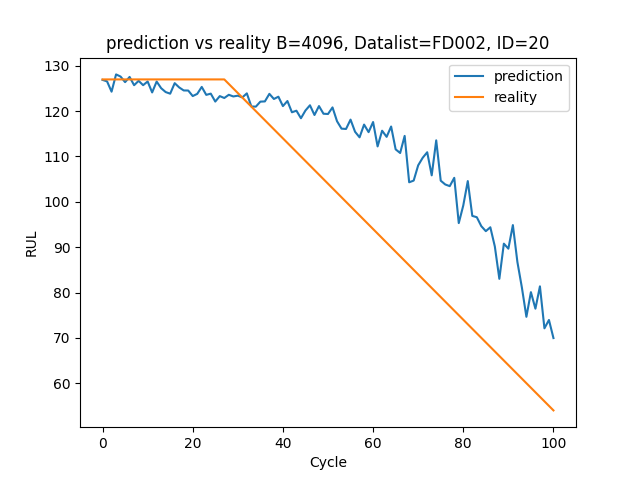 prediction vs reality B=4096, Datalist=FD002, ID=20
prediction
reality
130
120
110
100
90
80
70
60
RUL
0 20 40 60 80 100
Cycle